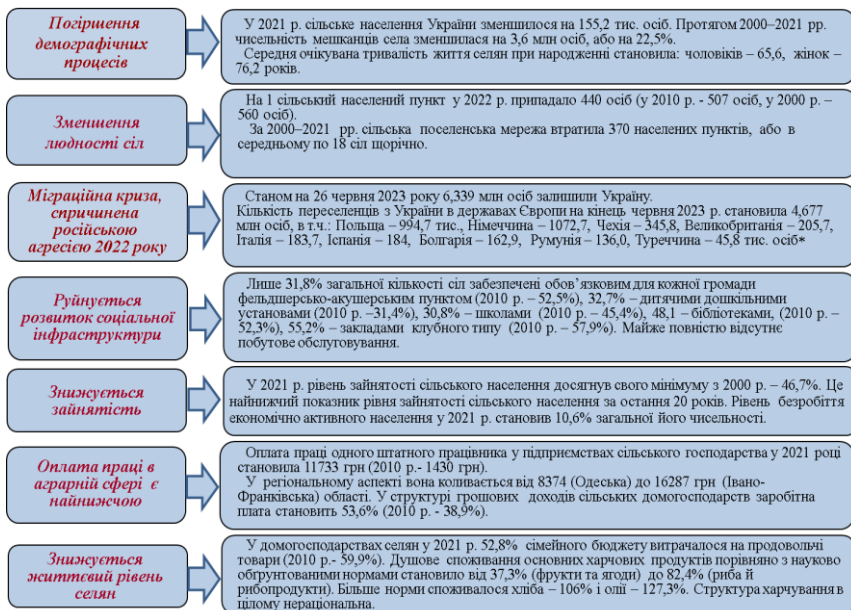 Погіршення
демографічних
процесів
У 2021 р. сільське населення України зменшилося на 155,2 тис. осіб. Протягом 2000–2021 рр.
чисельність мешканців села зменшилася на 3,6 млн осіб, або на 22,5%.
Середня очікувана тривалість життя селян при народженні становила: чоловіків – 65,6, жінок –
76,2 років.
Зменшення
людності сіл
На 1 сільський населений пункт у 2022 р. припадало 440 осіб (у 2010 р. - 507 осіб, у 2000 р. –
560 осіб).
За 2000–2021 рр. сільська поселенська мережа втратила 370 населених пунктів, або в
середньому по 18 сіл щорічно.
Міграційна криза,
спричинена
російською
агресією 2022 року
Станом на 26 червня 2023 року 6,339 млн осіб залишили Україну.
Кількість переселенців з України в державах Європи на кінець червня 2023 р. становила 4,677
млн осіб, в т.ч.: Польща – 994,7 тис., Німеччина – 1072,7, Чехія – 345,8, Великобританія – 205,7,
Італія – 183,7, Іспанія – 184, Болгарія – 162,9, Румунія – 136,0, Туреччина – 45,8 тис. осіб*
Руйнується
розвиток соціальної
інфраструктури
Лише 31,8% загальної кількості сіл забезпечені обов’язковим для кожної громади
фельдшерсько-акушерським пунктом (2010 р. – 52,5%), 32,7% – дитячими дошкільними
установами (2010 р. –31,4%), 30,8% – школами (2010 р. – 45,4%), 48,1 – бібліотеками, (2010 р. –
52,3%), 55,2% – закладами клубного типу (2010 р. – 57,9%). Майже повністю відсутнє
побутове обслуговування.
Знижується
зайнятість
У 2021 р. рівень зайнятості сільського населення досягнув свого мінімуму з 2000 р. – 46,7%. Це
найнижчий показник рівня зайнятості сільського населення за остання 20 років. Рівень безробіття
економічно активного населення у 2021 р. становив 10,6% загальної його чисельності.
Оплата праці в
аграрній сфері є
найнижчою
Оплата праці одного штатного працівника у підприємствах сільського господарства у 2021 році
становила 11733 грн (2010 р.- 1430 грн).
У регіональному аспекті вона коливається від 8374 (Одеська) до 16287 грн (Івано-
Франківська) області. У структурі грошових доходів сільських домогосподарств заробітна
плата становить 53,6% (2010 р. - 38,9%).
Знижується
життєвий рівень
селян
У домогосподарствах селян у 2021 р. 52,8% сімейного бюджету витрачалося на продовольчі
товари (2010 р.- 59,9%). Душове споживання основних харчових продуктів порівняно з науково
обґрунтованими нормами становило від 37,3% (фрукти та ягоди) до 82,4% (риба й
рибопродукти). Більше норми споживалося хліба – 106% і олії – 127,3%. Структура харчування в
цілому нераціональна.